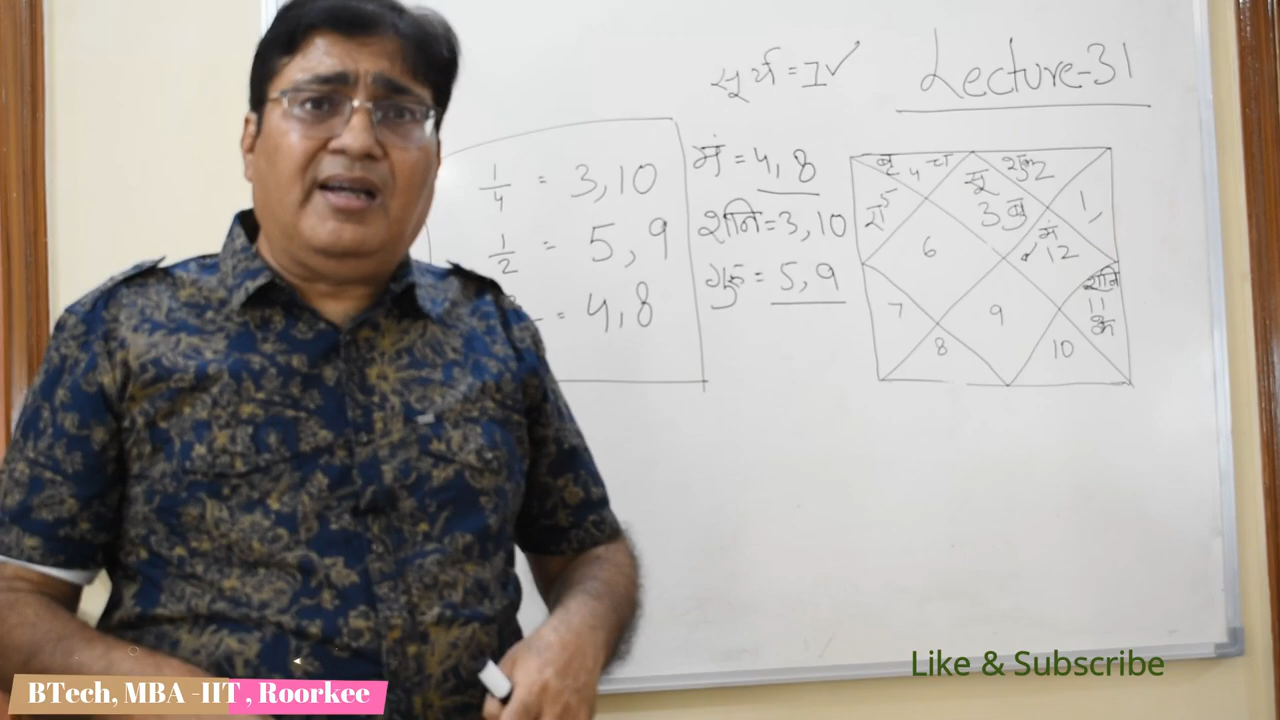 Lecture-31
सूर्य = 1 ✓
1/4 = 3, 10
1/2 = 5, 9
= 4, 8
मं = 4, 8
शनि = 3, 10
गुरु = 5, 9
4 चं
सू
3 बु
शु 2
1,
रा 5
6
मं
12
शनि
11
के
7
8
9
10
Like & Subscribe
BTech, MBA -IIT , Roorkee